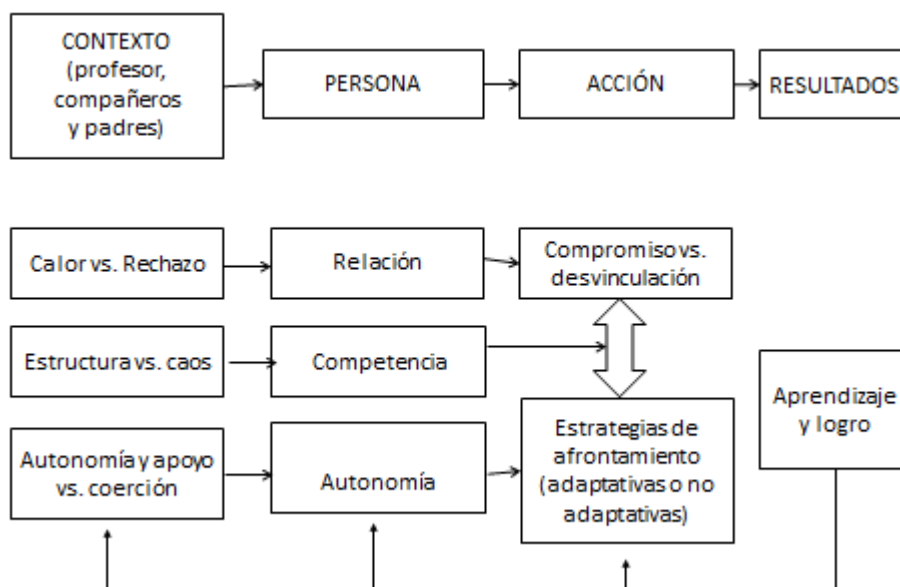 CONTEXTO
(profesor,
compañeros
y padres)
PERSONA
ACCIÓN
RESULTADOS
Calor vs. Rechazo
Relación
Compromiso vs.
desvinculación
Estructura vs. caos
Competencia
Aprendizaje
y logro
Autonomía y apoyo
vs. coerción
Autonomía
Estrategias de
afrontamiento
(adaptativas o no
adaptativas)